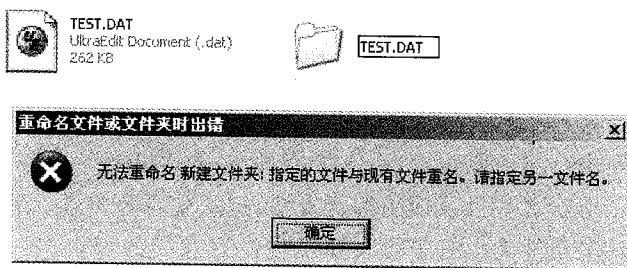 TEST.DAT
UltraEdit Document (.dat)
262 KB
TEST.DAT
重命名文件或文件夹时出错
无法重命名 新建文件夹: 指定的文件与现有文件重名。请指定另一文件名。
确定